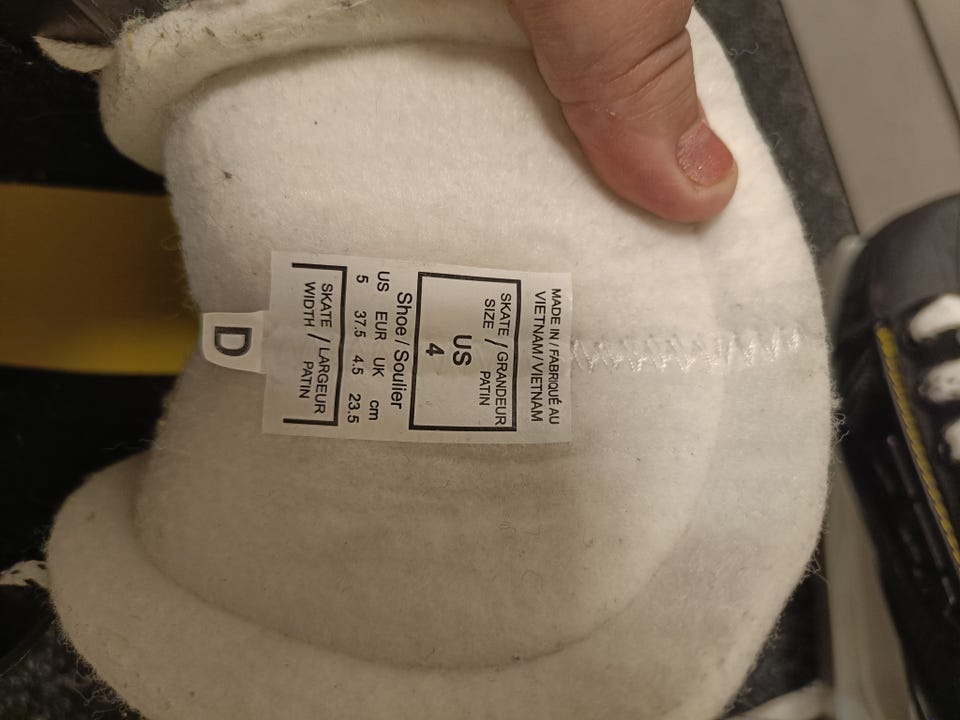 MADE IN / FABRIQUÉ AU
VIETNAM/VIETNAM
SKATE / GRANDEUR
SIZE PATIN
US
4
Shoe / Soulier
US EUR UK cm
5 37.5 4.5 23.5
SKATE / LARGEUR
WIDTH PATIN
D